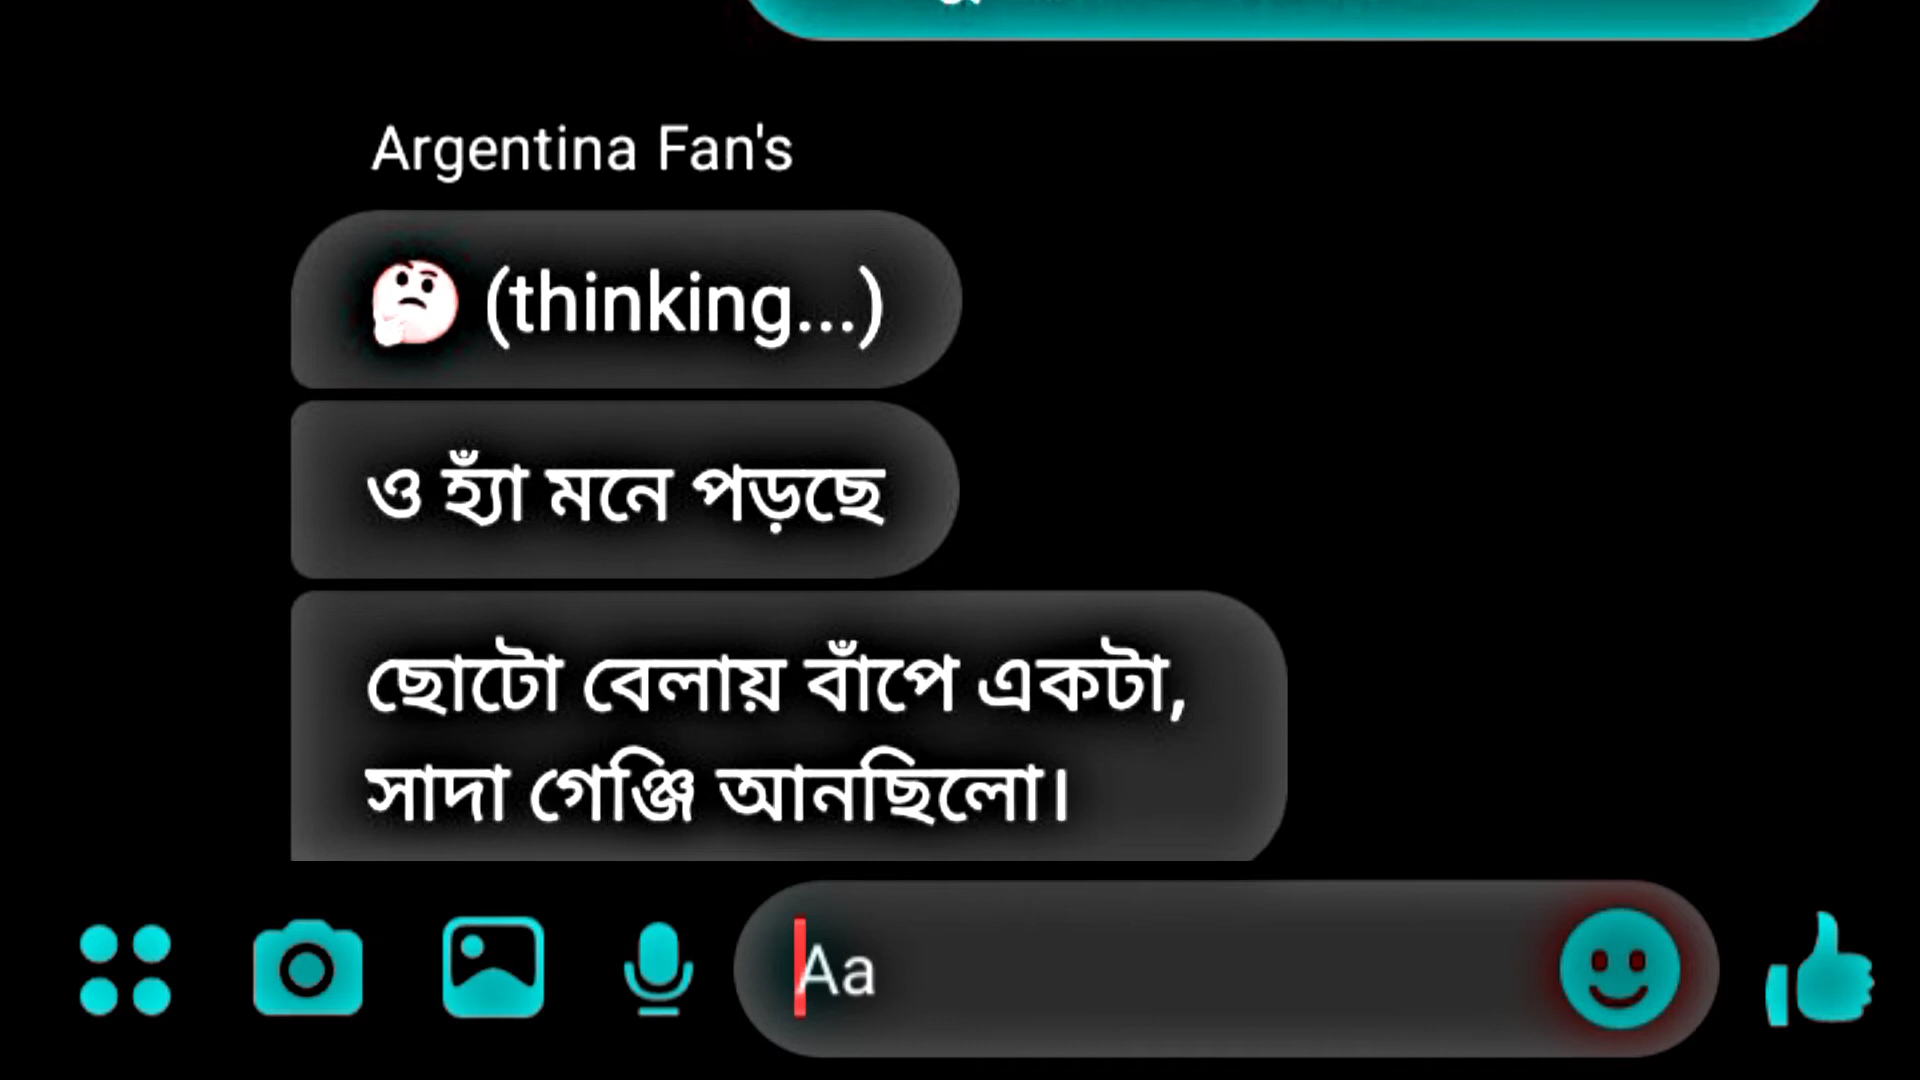 Argentina Fan's
🤔 (thinking...)
ও হ্যাঁ মনে পড়ছে
ছোটো বেলায় বাঁপে একটা,
সাদা গেঞ্জি আনছিলো।
Aa